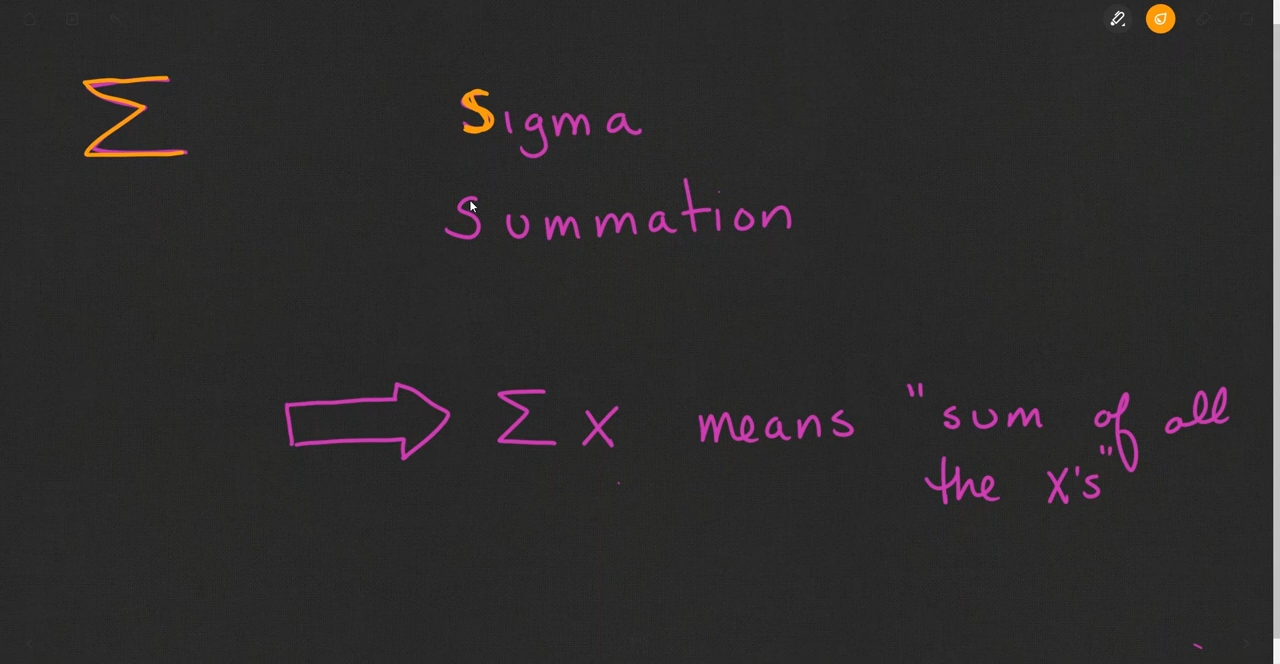 Σ Sigma
Summation
Σ X means "sum of all
the X's"